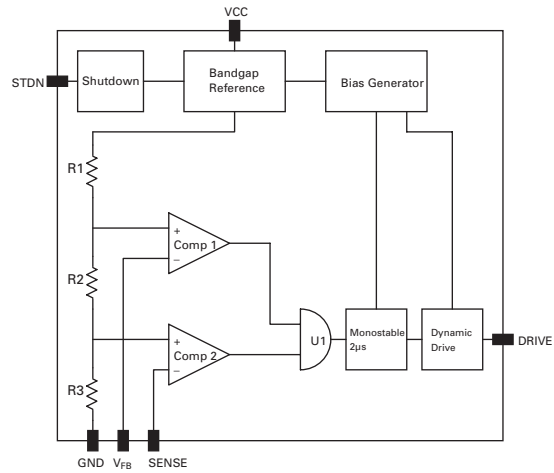 VCC
STDN
Shutdown
Bandgap
Reference
Bias Generator
R1
+
Comp 1
–
R2
+
Comp 2
–
R3
U1
Monostable
2µs
Dynamic
Drive
DRIVE
GND
VFB
SENSE